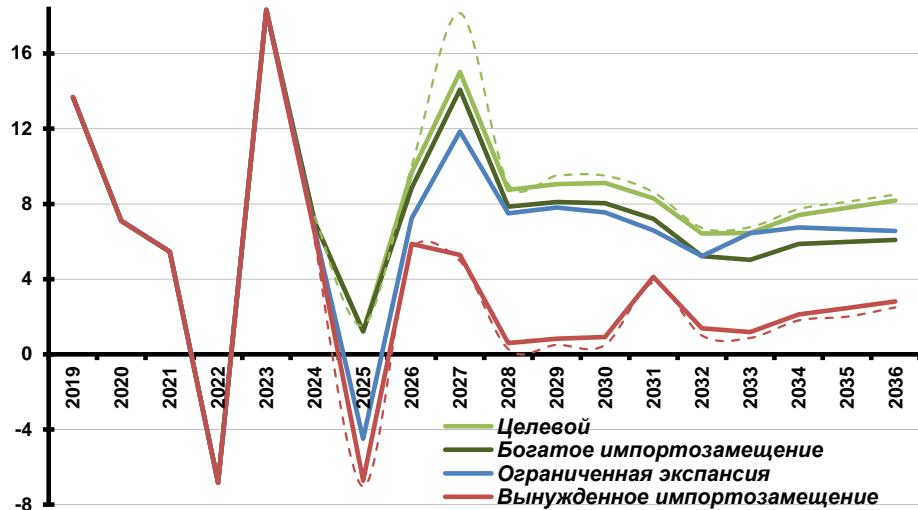 16
12
8
4
0
-4
-8
2019 2020 2021 2022 2023 2024 2025 2026 2027 2028 2029 2030 2031 2032 2033 2034 2035 2036
Целевой
Богатое импортозамещение
Ограниченная экспансия
Вынужденное импортозамещение